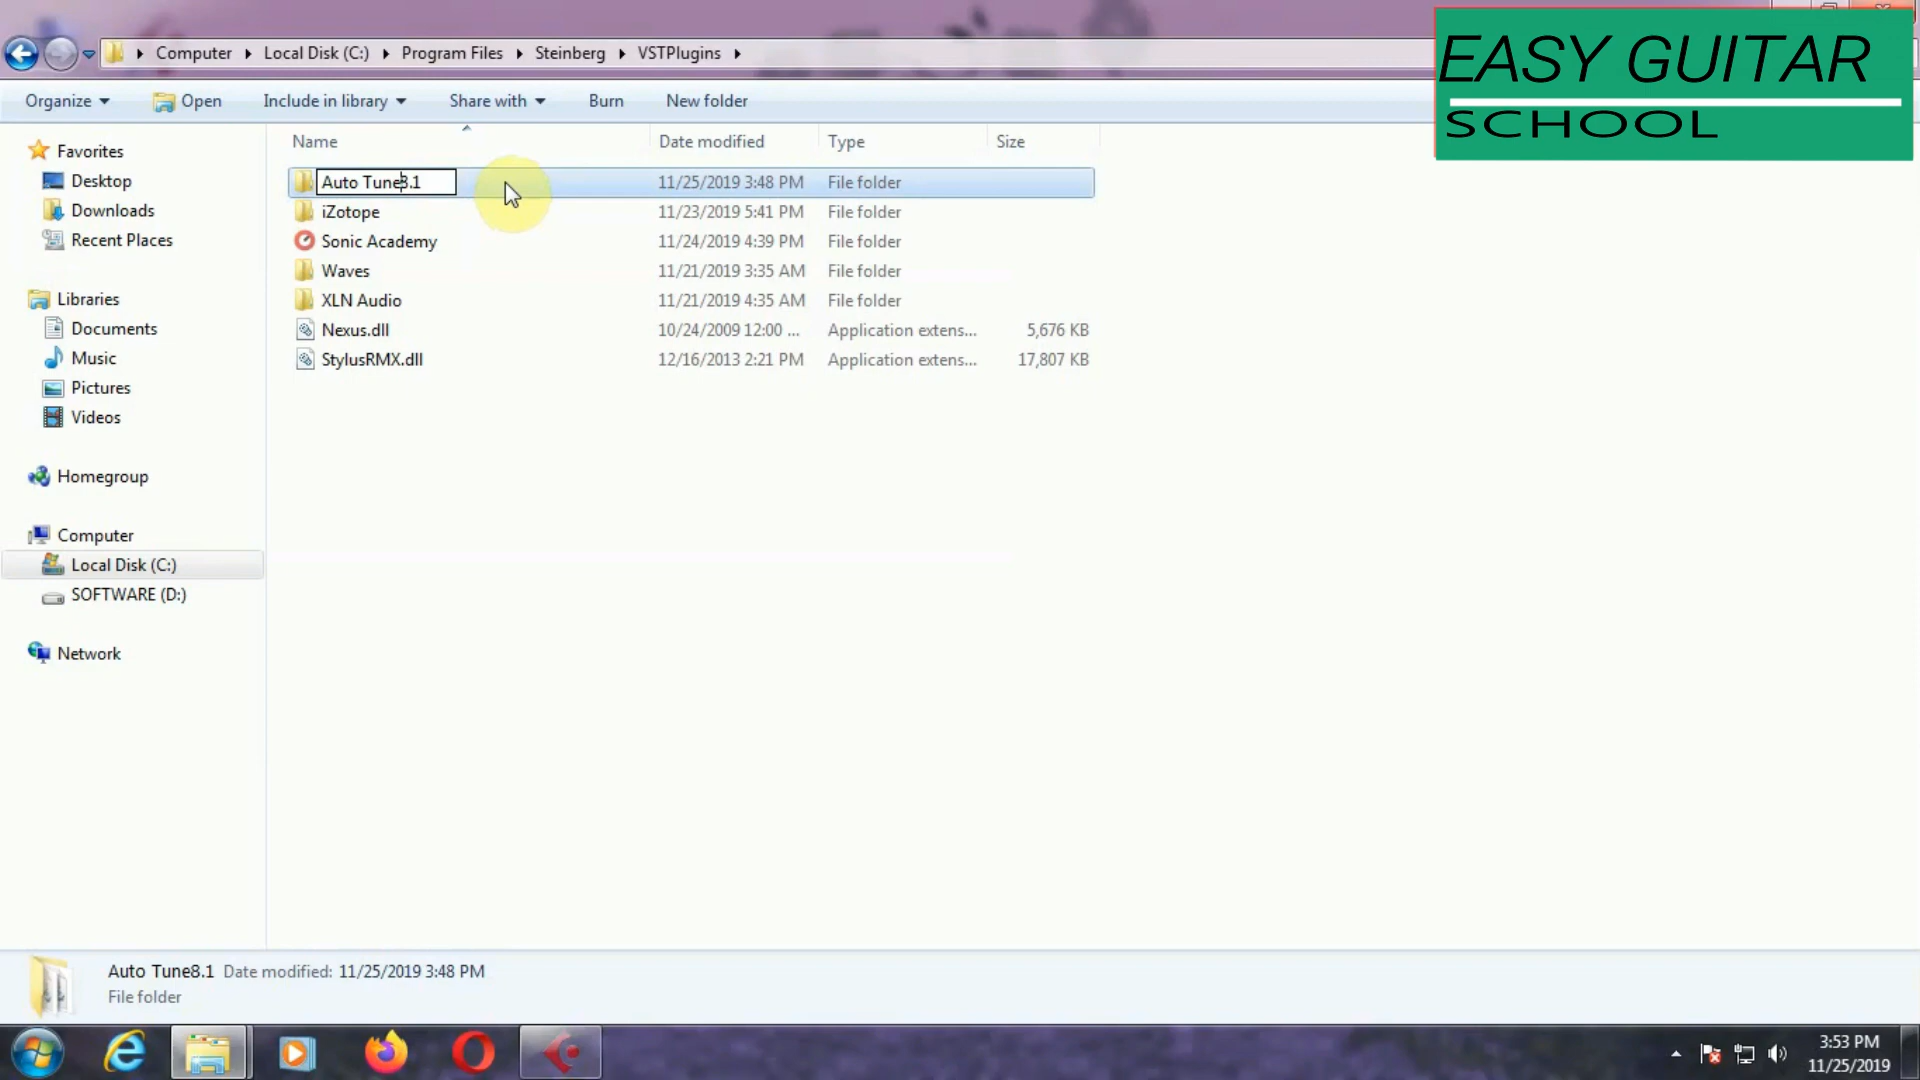 EASY GUITAR
SCHOOL
Computer Local Disk (C:) Program Files Steinberg VSTPlugins
Organize Open Include in library Share with Burn New folder
Name Date modified Type Size
Favorites
Desktop
Downloads
Recent Places
Libraries
Documents
Music
Pictures
Videos
Homegroup
Computer
Local Disk (C:)
SOFTWARE (D:)
Network
Auto Tune8.1 11/25/2019 3:48 PM File folder
iZotope 11/23/2019 5:41 PM File folder
Sonic Academy 11/24/2019 4:39 PM File folder
Waves 11/21/2019 3:35 AM File folder
XLN Audio 11/21/2019 4:35 AM File folder
Nexus.dll 10/24/2009 12:00 ... Application extens... 5,676 KB
StylusRMX.dll 12/16/2013 2:21 PM Application extens... 17,807 KB
Auto Tune8.1 Date modified: 11/25/2019 3:48 PM
File folder
3:53 PM
11/25/2019